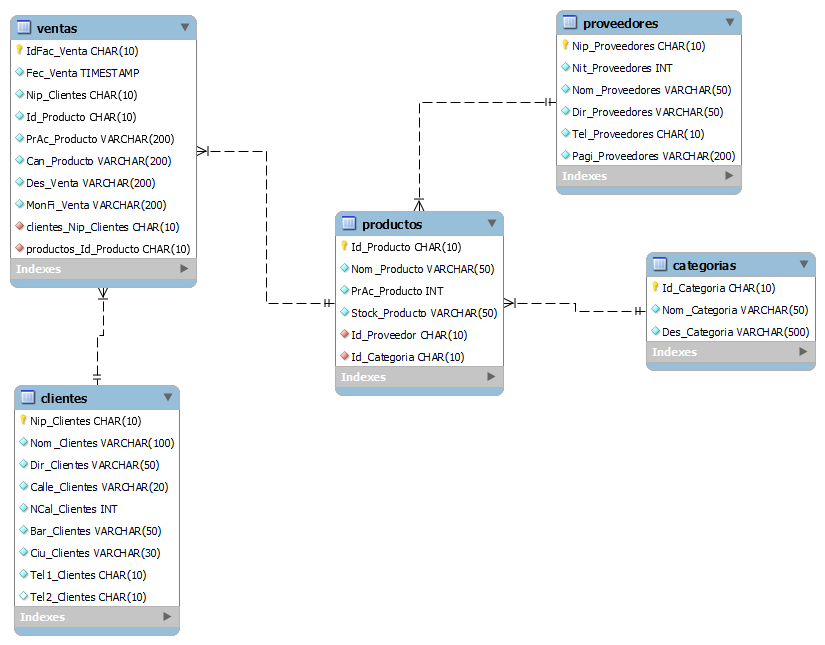 ventas
IdFac_Venta CHAR(10)
Fec_Venta TIMESTAMP
Nip_Clientes CHAR(10)
Id_Producto CHAR(10)
PrAc_Producto VARCHAR(200)
Can_Producto VARCHAR(200)
Des_Venta VARCHAR(200)
MonFi_Venta VARCHAR(200)
clientes_Nip_Clientes CHAR(10)
productos_Id_Producto CHAR(10)
Indexes
proveedores
Nip_Proveedores CHAR(10)
Nit_Proveedores INT
Nom_Proveedores VARCHAR(50)
Dir_Proveedores VARCHAR(50)
Tel_Proveedores CHAR(10)
Pagi_Proveedores VARCHAR(200)
Indexes
productos
Id_Producto CHAR(10)
Nom_Producto VARCHAR(50)
PrAc_Producto INT
Stock_Producto VARCHAR(50)
Id_Proveedor CHAR(10)
Id_Categoria CHAR(10)
Indexes
categorias
Id_Categoria CHAR(10)
Nom_Categoria VARCHAR(50)
Des_Categoria VARCHAR(500)
Indexes
clientes
Nip_Clientes CHAR(10)
Nom_Clientes VARCHAR(100)
Dir_Clientes VARCHAR(50)
Calle_Clientes VARCHAR(20)
NCal_Clientes INT
Bar_Clientes VARCHAR(50)
Ciu_Clientes VARCHAR(30)
Tel1_Clientes CHAR(10)
Tel2_Clientes CHAR(10)
Indexes